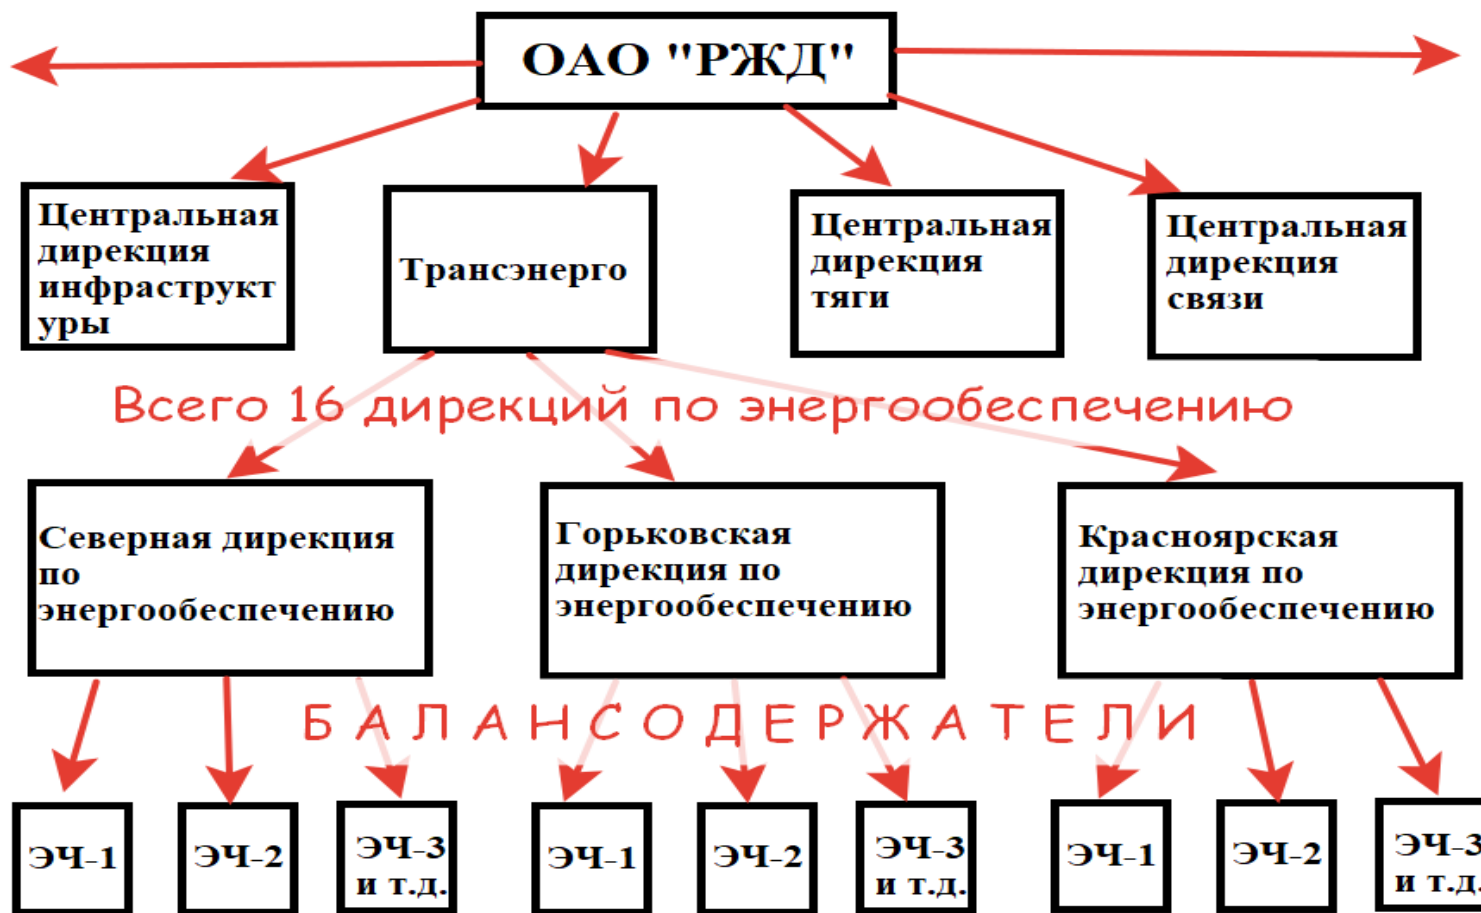 ОАО "РЖД"
Центральная
дирекция
инфраструкт
уры
Трансэнерго
Центральная
дирекция
тяги
Центральная
дирекция
связи
Всего 16 дирекций по энергообеспечению
Северная дирекция
по
энергообеспечению
Горьковская
дирекция по
энергообеспечению
Красноярская
дирекция по
энергообеспечению
БАЛАНСОДЕРЖАТЕЛИ
ЭЧ-1
ЭЧ-2
ЭЧ-3
и т.д.
ЭЧ-1
ЭЧ-2
ЭЧ-3
и т.д.
ЭЧ-1
ЭЧ-2
ЭЧ-3
и т.д.